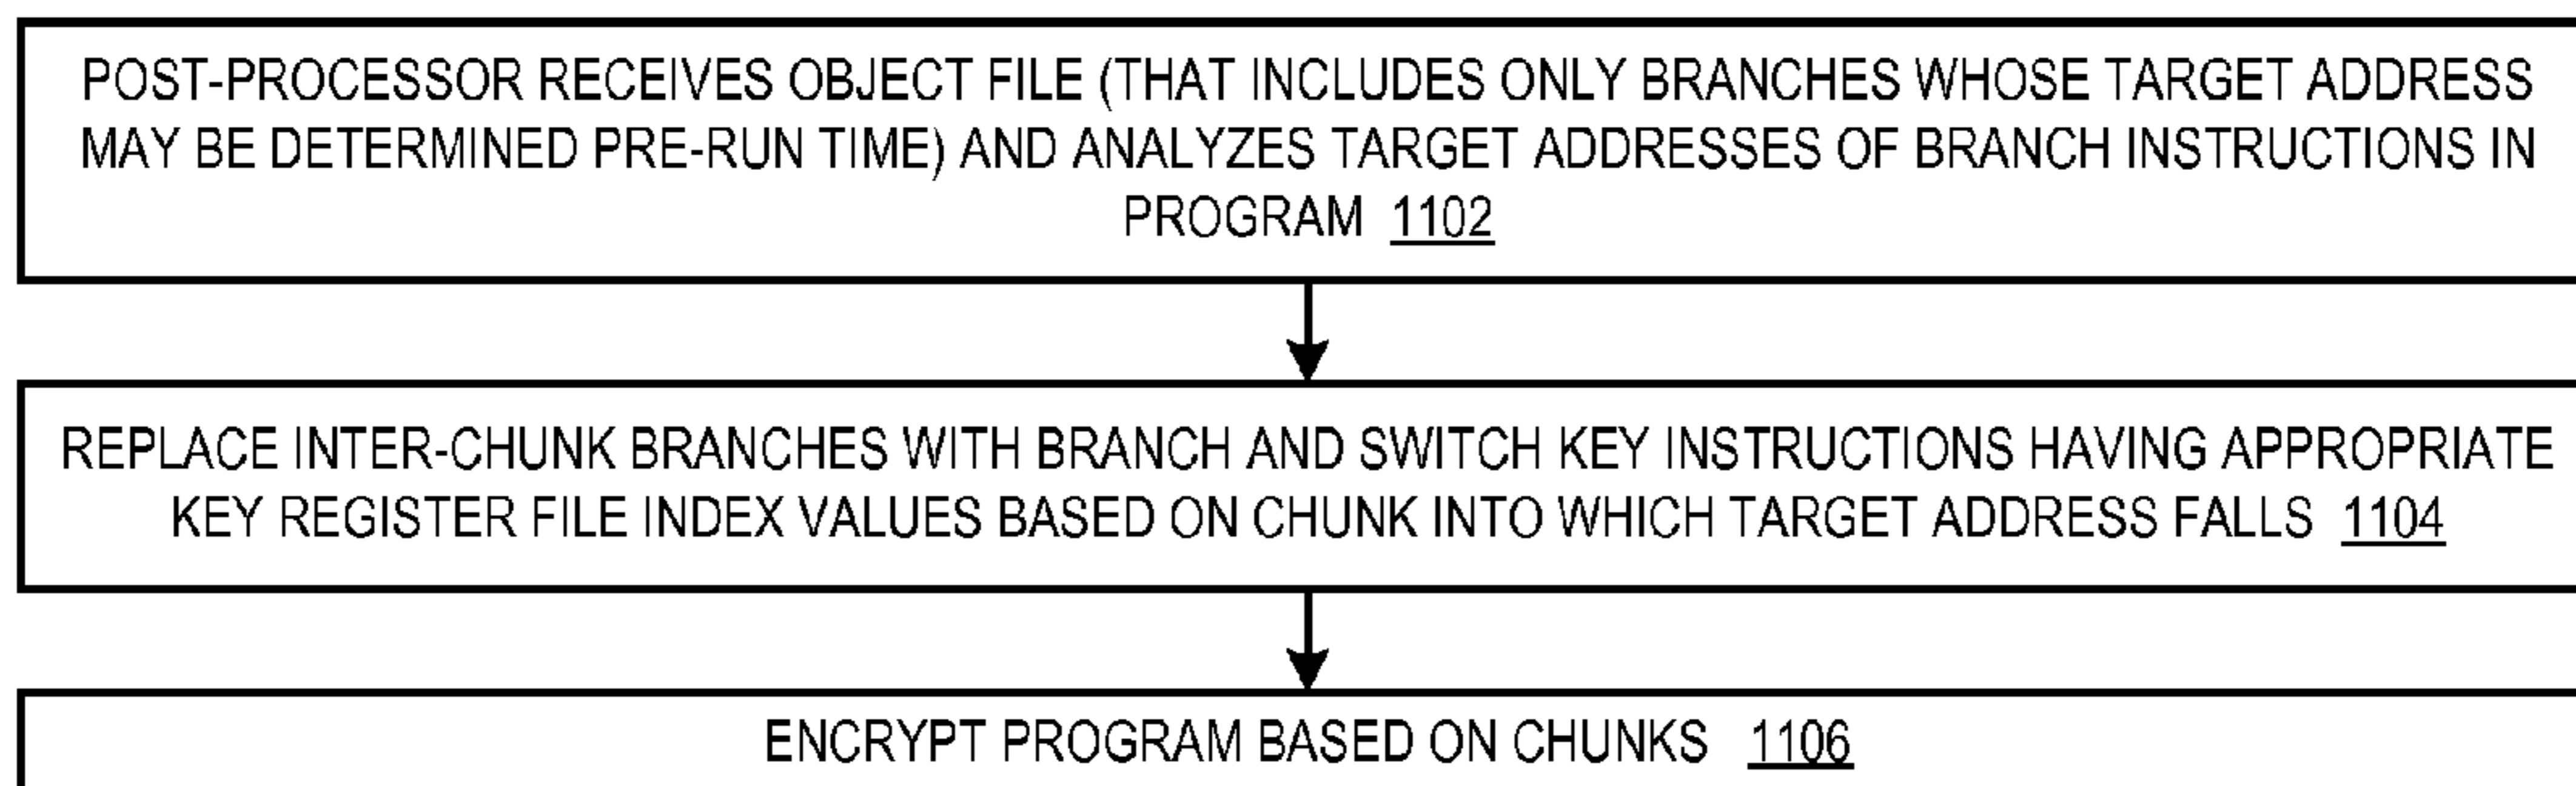 POST-PROCESSOR RECEIVES OBJECT FILE (THAT INCLUDES ONLY BRANCHES WHOSE TARGET ADDRESS
MAY BE DETERMINED PRE-RUN TIME) AND ANALYZES TARGET ADDRESSES OF BRANCH INSTRUCTIONS IN
PROGRAM 1102
REPLACE INTER-CHUNK BRANCHES WITH BRANCH AND SWITCH KEY INSTRUCTIONS HAVING APPROPRIATE
KEY REGISTER FILE INDEX VALUES BASED ON CHUNK INTO WHICH TARGET ADDRESS FALLS 1104
ENCRYPT PROGRAM BASED ON CHUNKS 1106